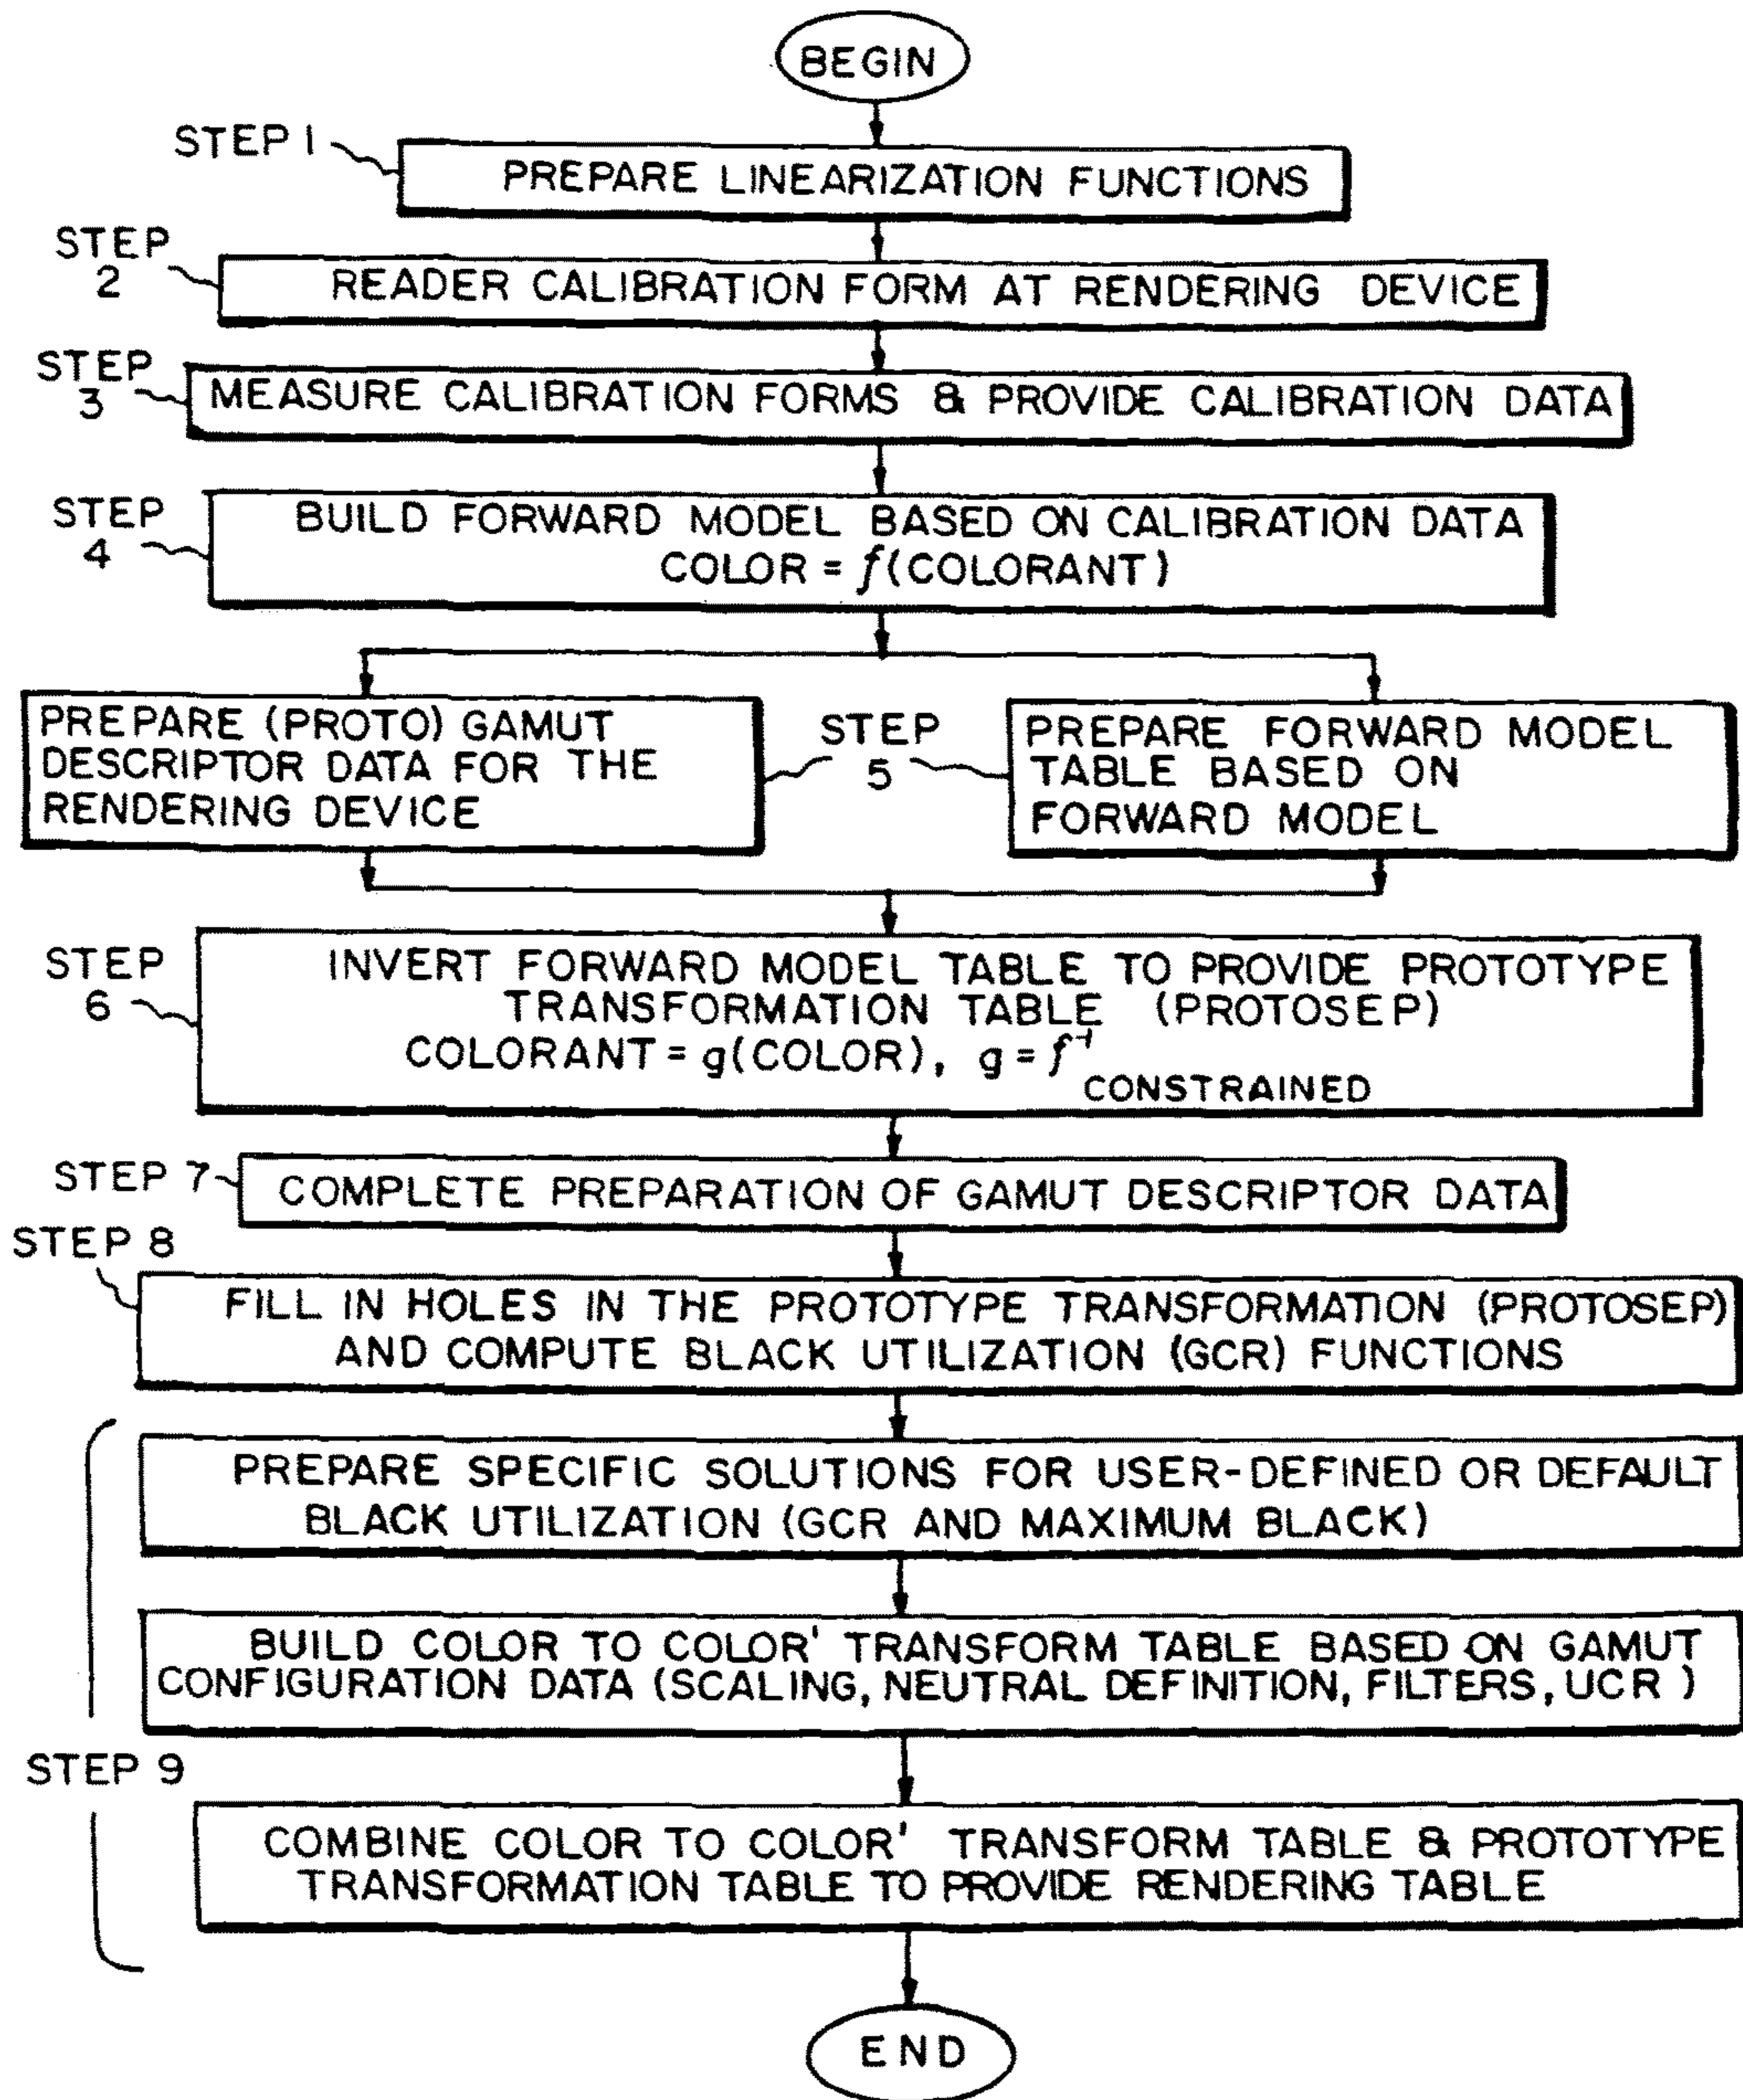 BEGIN
STEP 1
PREPARE LINEARIZATION FUNCTIONS
STEP
2
READER CALIBRATION FORM AT RENDERING DEVICE
STEP
3
MEASURE CALIBRATION FORMS & PROVIDE CALIBRATION DATA
STEP
4
BUILD FORWARD MODEL BASED ON CALIBRATION DATA
COLOR = f(COLORANT)
PREPARE (PROTO) GAMUT
DESCRIPTOR DATA FOR THE
RENDERING DEVICE
STEP
5
PREPARE FORWARD MODEL
TABLE BASED ON
FORWARD MODEL
STEP
6
INVERT FORWARD MODEL TABLE TO PROVIDE PROTOTYPE
TRANSFORMATION TABLE (PROTOSEP)
COLORANT = g(COLOR), g = f⁻¹
CONSTRAINED
STEP 7
COMPLETE PREPARATION OF GAMUT DESCRIPTOR DATA
STEP 8
FILL IN HOLES IN THE PROTOTYPE TRANSFORMATION (PROTOSEP)
AND COMPUTE BLACK UTILIZATION (GCR) FUNCTIONS
STEP 9
PREPARE SPECIFIC SOLUTIONS FOR USER-DEFINED OR DEFAULT
BLACK UTILIZATION (GCR AND MAXIMUM BLACK)
BUILD COLOR TO COLOR' TRANSFORM TABLE BASED ON GAMUT
CONFIGURATION DATA (SCALING, NEUTRAL DEFINITION, FILTERS, UCR )
COMBINE COLOR TO COLOR' TRANSFORM TABLE & PROTOTYPE
TRANSFORMATION TABLE TO PROVIDE RENDERING TABLE
END